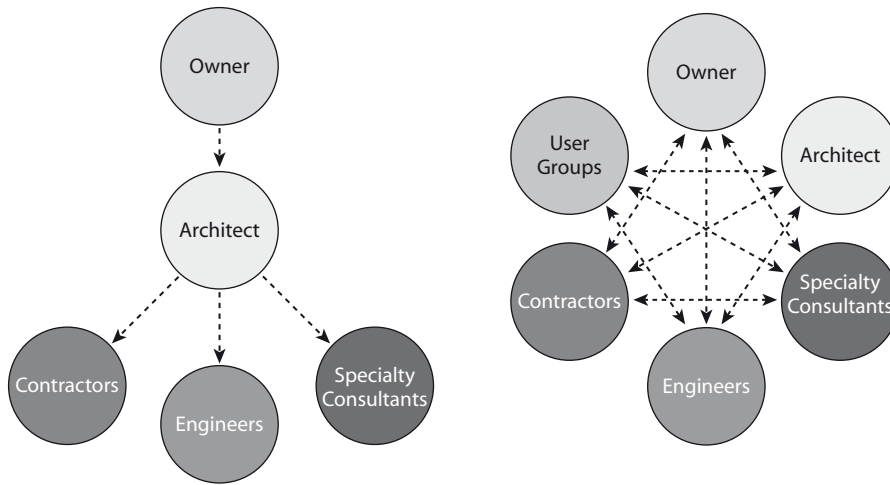 Owner
Architect
Contractors
Engineers
Specialty
Consultants
Owner
User
Groups
Architect
Contractors
Specialty
Consultants
Engineers